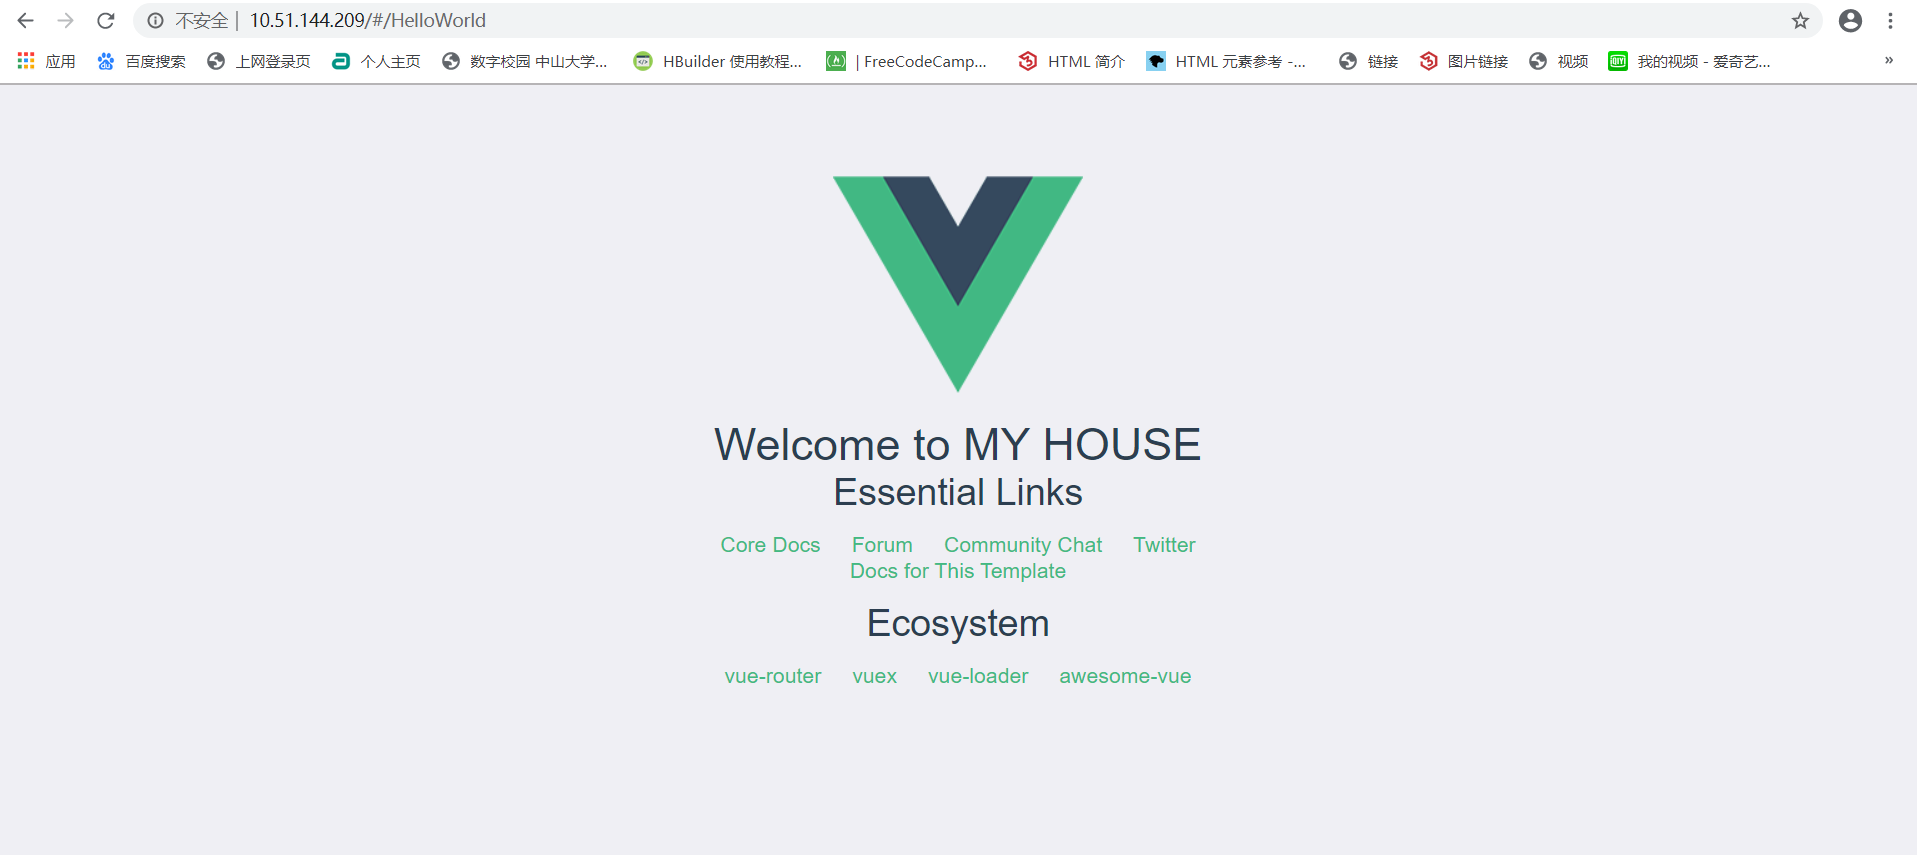 不安全 | 10.51.144.209/#/HelloWorld
应用 百度搜索 上网登录页 个人主页 数字校园 中山大学... HBuilder 使用教程... | FreeCodeCamp... HTML 简介 HTML 元素参考 -... 链接 图片链接 视频 我的视频 - 爱奇艺... »
Welcome to MY HOUSE
Essential Links
Core Docs Forum Community Chat Twitter
Docs for This Template
Ecosystem
vue-router vuex vue-loader awesome-vue